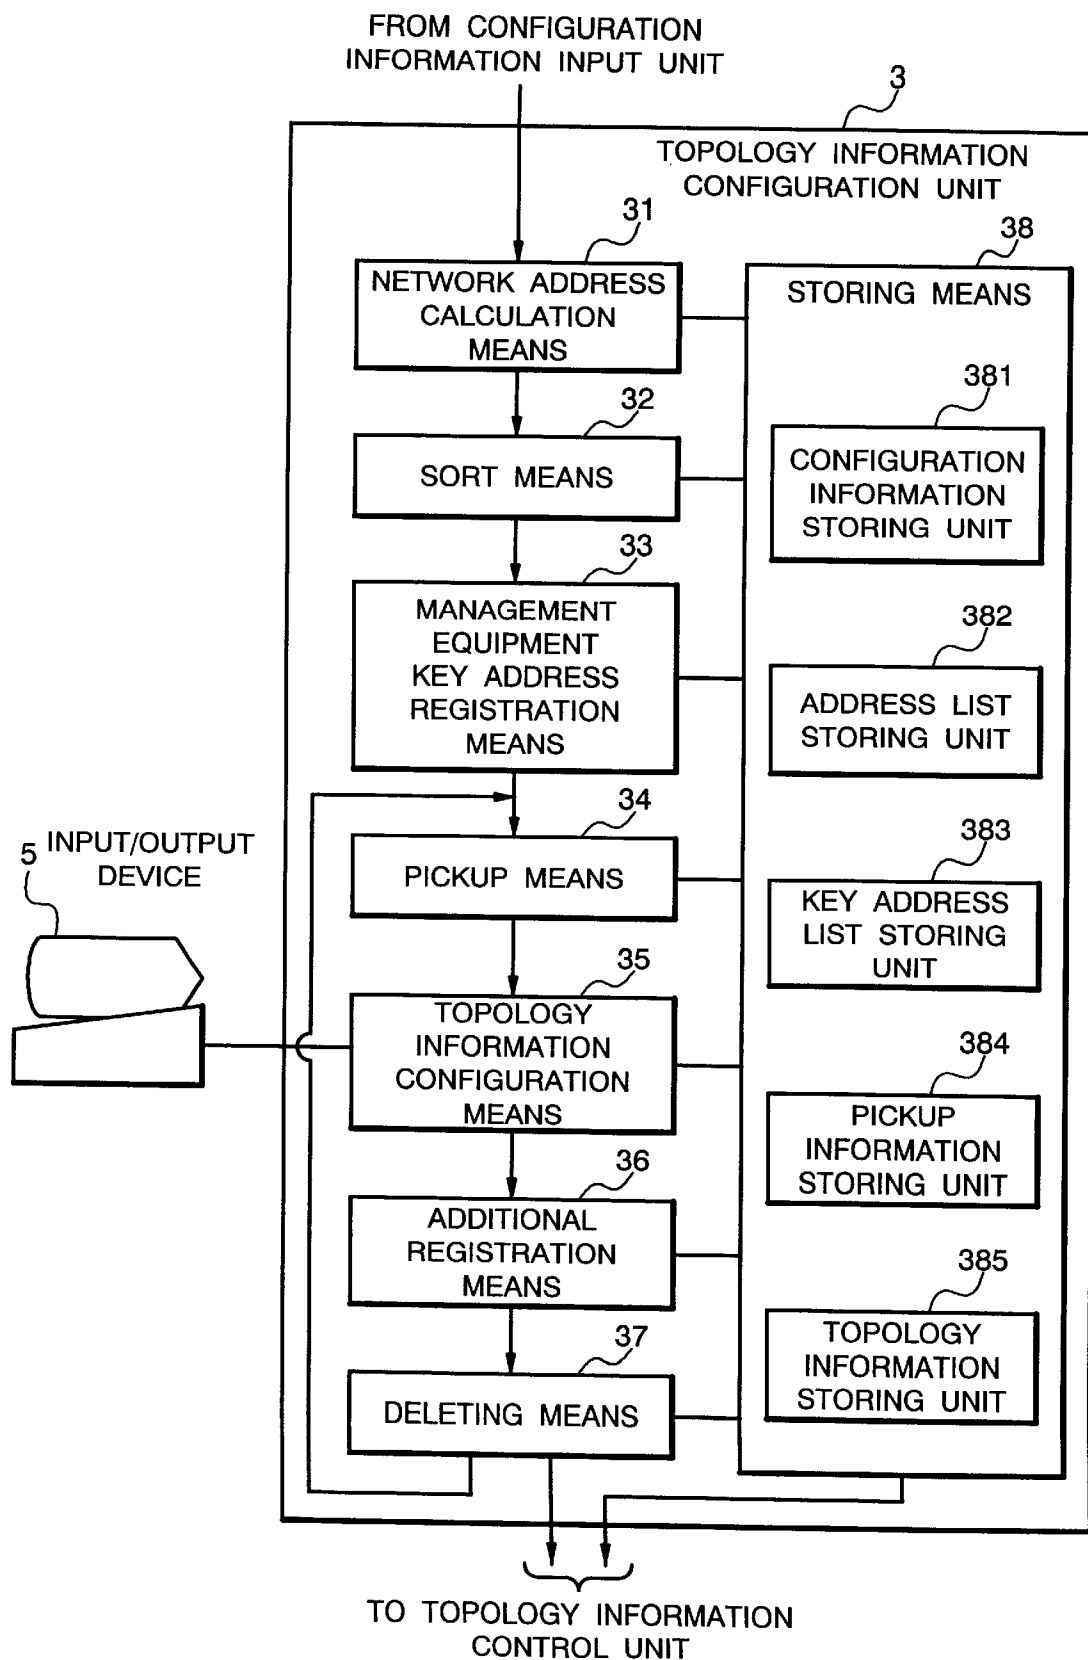 FROM CONFIGURATION
INFORMATION INPUT UNIT
3
TOPOLOGY INFORMATION
CONFIGURATION UNIT
31
NETWORK ADDRESS
CALCULATION
MEANS
32
SORT MEANS
33
MANAGEMENT
EQUIPMENT
KEY ADDRESS
REGISTRATION
MEANS
34
PICKUP MEANS
5 INPUT/OUTPUT
DEVICE
35
TOPOLOGY
INFORMATION
CONFIGURATION
MEANS
36
ADDITIONAL
REGISTRATION
MEANS
37
DELETING MEANS
38
STORING MEANS
381
CONFIGURATION
INFORMATION
STORING UNIT
382
ADDRESS LIST
STORING UNIT
383
KEY ADDRESS
LIST STORING
UNIT
384
PICKUP
INFORMATION
STORING UNIT
385
TOPOLOGY
INFORMATION
STORING UNIT
TO TOPOLOGY INFORMATION
CONTROL UNIT